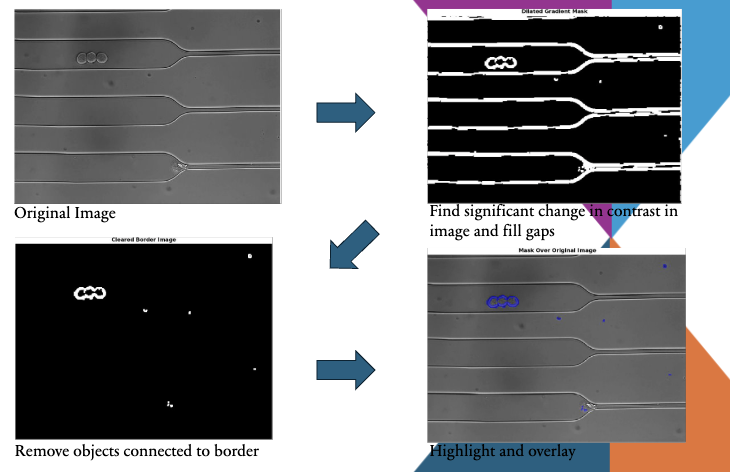 Dilated Gradient Mask
Original Image
Find significant change in contrast in
image and fill gaps
Cleared Border Image
Mask Over Original Image
Remove objects connected to border
Highlight and overlay